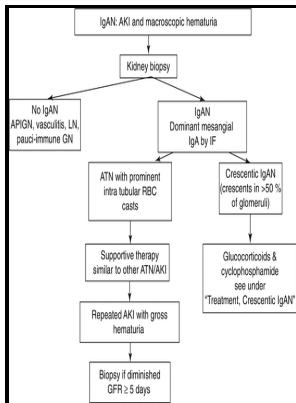 IgAN: AKI and macroscopic hematuria
Kidney biopsy
No IgAN
APIGN, vasculitis, LN,
pauci-immune GN
IgAN
Dominant mesangial
IgA by IF
ATN with prominent
intra tubular RBC
casts
Crescentic IgAN
(crescents in >50 %
of glomeruli)
Supportive therapy
similar to other ATN/AKI
Glucocorticoids &
cyclophosphamide
see under
"Treatment, Crescentic IgAN"
Repeated AKI with gross
hematuria
Biopsy if diminished
GFR ≥ 5 days